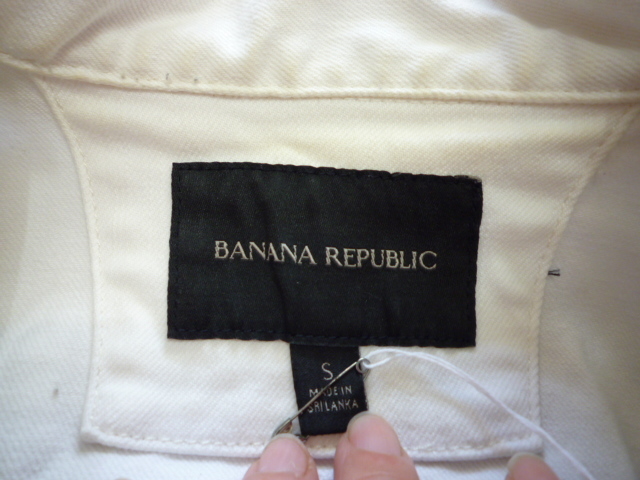 BANANA REPUBLIC
S
MADE IN
SRI LANKA